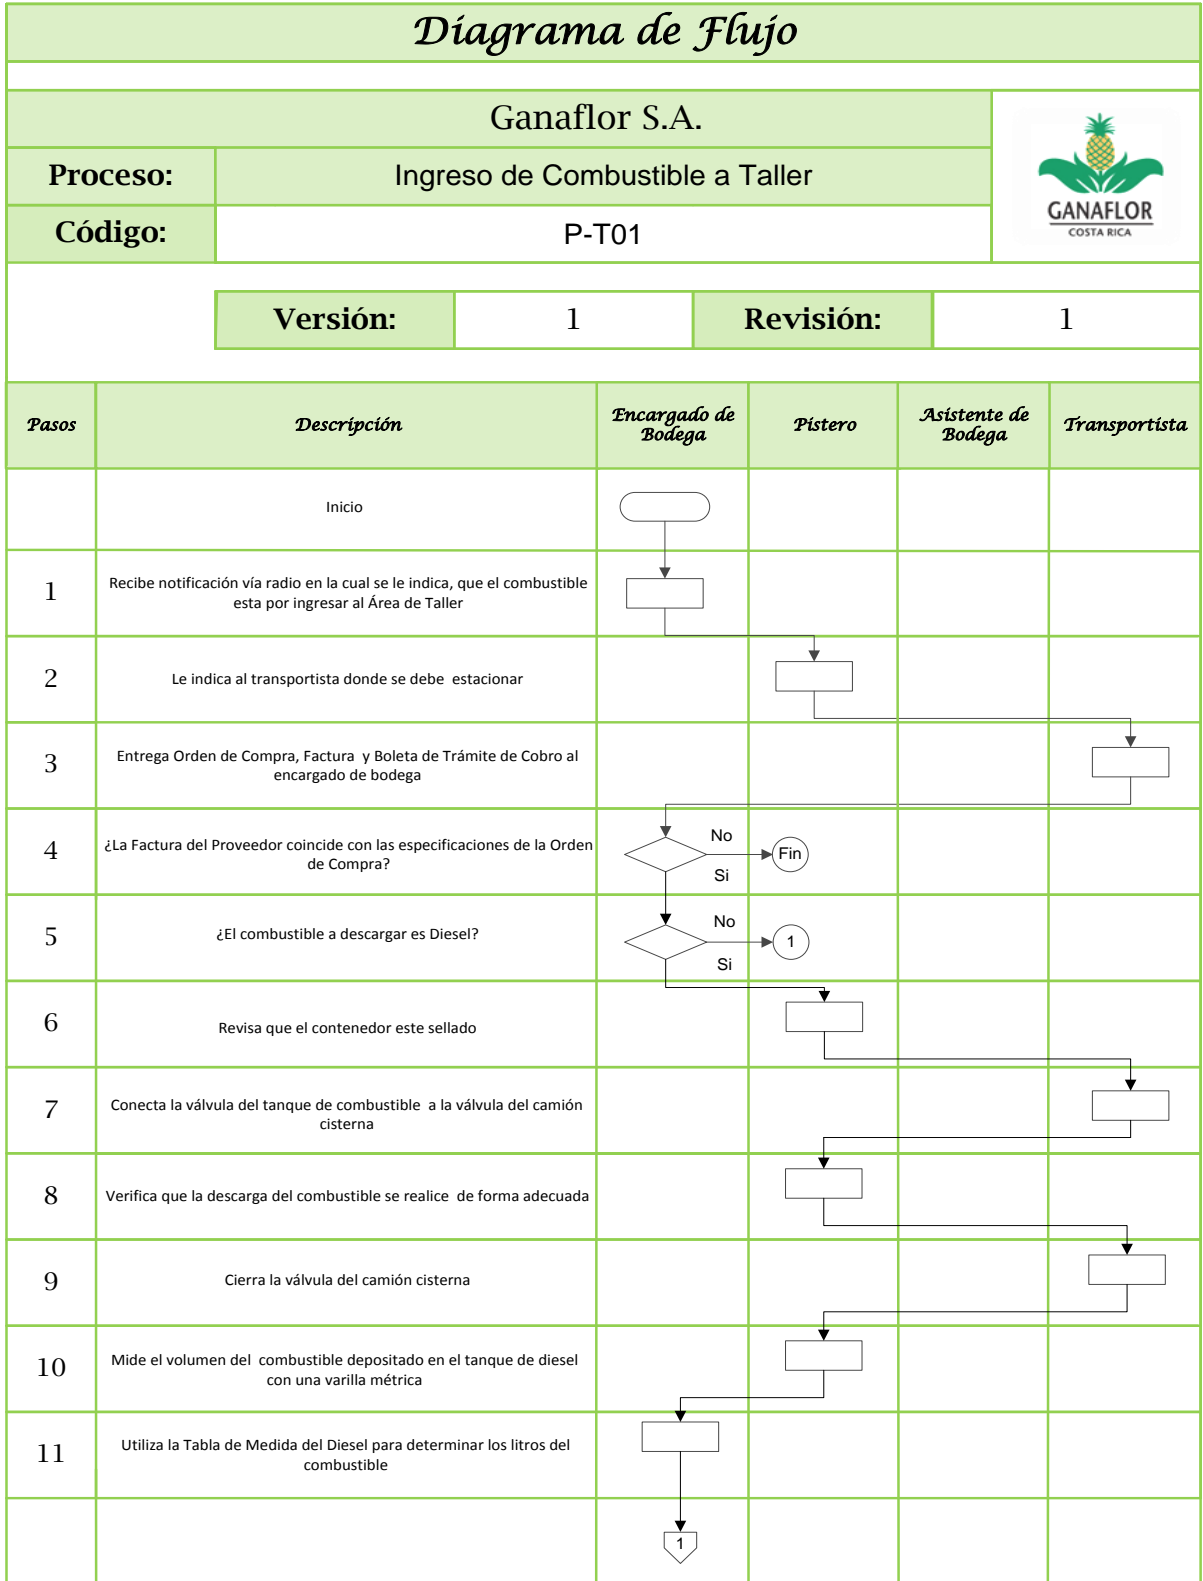 Diagrama de Flujo
Ganaflor S.A.
Proceso:
Ingreso de Combustible a Taller
Código:
P-T01
GANAFLOR
COSTA RICA
Versión:
1
Revisión:
1
Pasos
Descripción
Encargado de
Bodega
Pistero
Asistente de
Bodega
Transportista
Inicio
1
Recibe notificación vía radio en la cual se le indica, que el combustible
esta por ingresar al Área de Taller
2
Le indica al transportista donde se debe estacionar
3
Entrega Orden de Compra, Factura y Boleta de Trámite de Cobro al
encargado de bodega
4
¿La Factura del Proveedor coincide con las especificaciones de la Orden
de Compra?
No
Fin
Si
5
¿El combustible a descargar es Diesel?
No
1
Si
6
Revisa que el contenedor este sellado
7
Conecta la válvula del tanque de combustible a la válvula del camión
cisterna
8
Verifica que la descarga del combustible se realice de forma adecuada
9
Cierra la válvula del camión cisterna
10
Mide el volumen del combustible depositado en el tanque de diesel
con una varilla métrica
11
Utiliza la Tabla de Medida del Diesel para determinar los litros del
combustible
1